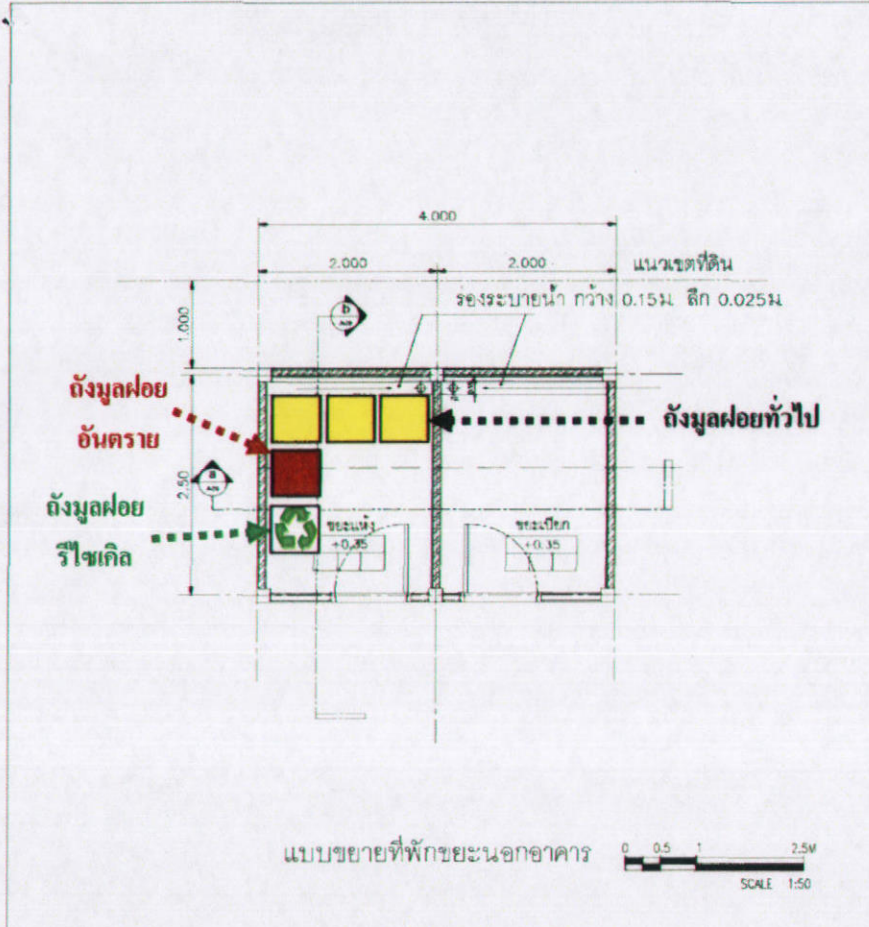 4.000
2.000
2.000
แนวเขตที่ดิน
ร่องระบายน้ำ กว้าง 0.15ม ลึก 0.025ม
1.000
b
ถังมูลฝอย
อันตราย
ถังมูลฝอยทั่วไป
2.50
a
ถังมูลฝอย
รีไซเคิล
ขยะแห้ง
+0.35
ขยะเปียก
+0.35
แบบขยายที่พักขยะนอกอาคาร
0 0.5 1 2.5M
SCALE 1:50